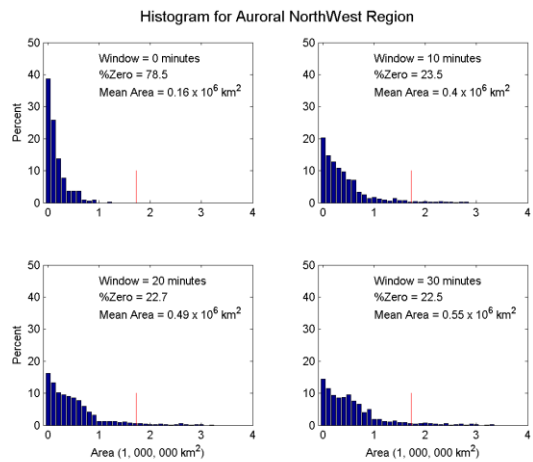 Histogram for Auroral NorthWest Region
50
40
30
20
10
0
Percent
0 1 2 3 4
Window = 0 minutes
%Zero = 78.5
Mean Area = 0.16 x 10⁶ km²
50
40
30
20
10
0
0 1 2 3 4
Window = 10 minutes
%Zero = 23.5
Mean Area = 0.4 x 10⁶ km²
50
40
30
20
10
0
Percent
0 1 2 3 4
Area (1, 000, 000 km²)
Window = 20 minutes
%Zero = 22.7
Mean Area = 0.49 x 10⁶ km²
50
40
30
20
10
0
0 1 2 3 4
Area (1, 000, 000 km²)
Window = 30 minutes
%Zero = 22.5
Mean Area = 0.55 x 10⁶ km²